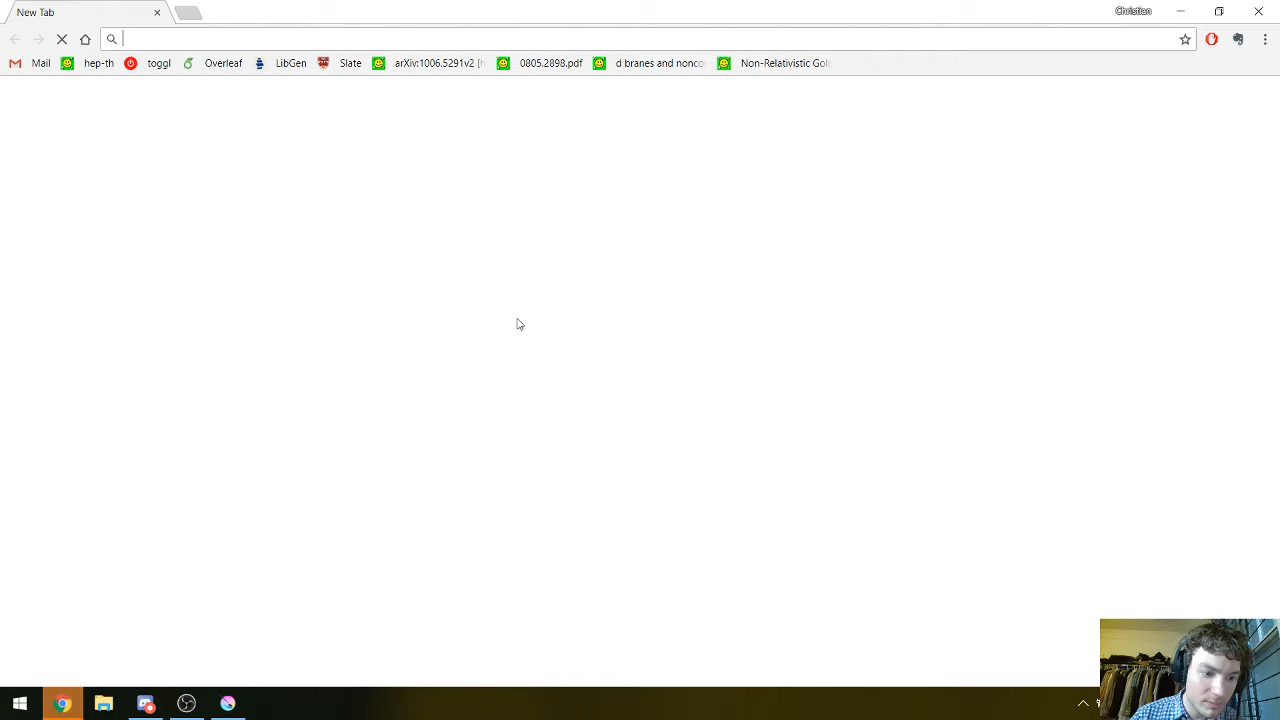 New Tab
Christian
Mail hep-th toggl Overleaf LibGen Slate arXiv:1006.5291v2 [h 0805.2898.pdf d branes and nonco Non-Relativistic Gol